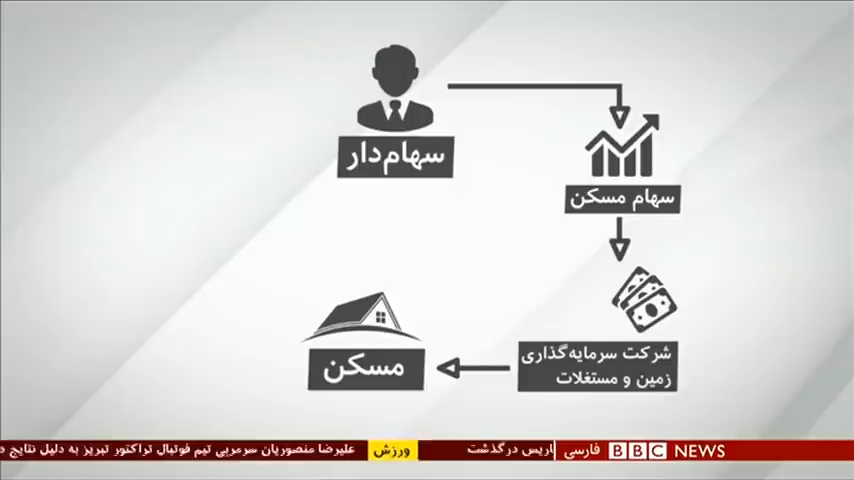 سهام‌دار
سهام مسکن
شرکت سرمایه‌گذاری
زمین و مستغلات
مسکن
BBC NEWS فارسی
پاریس درگذشت
ورزش
علیرضا منصوریان سرمربی تیم فوتبال تراکتور تبریز به دلیل نتایج